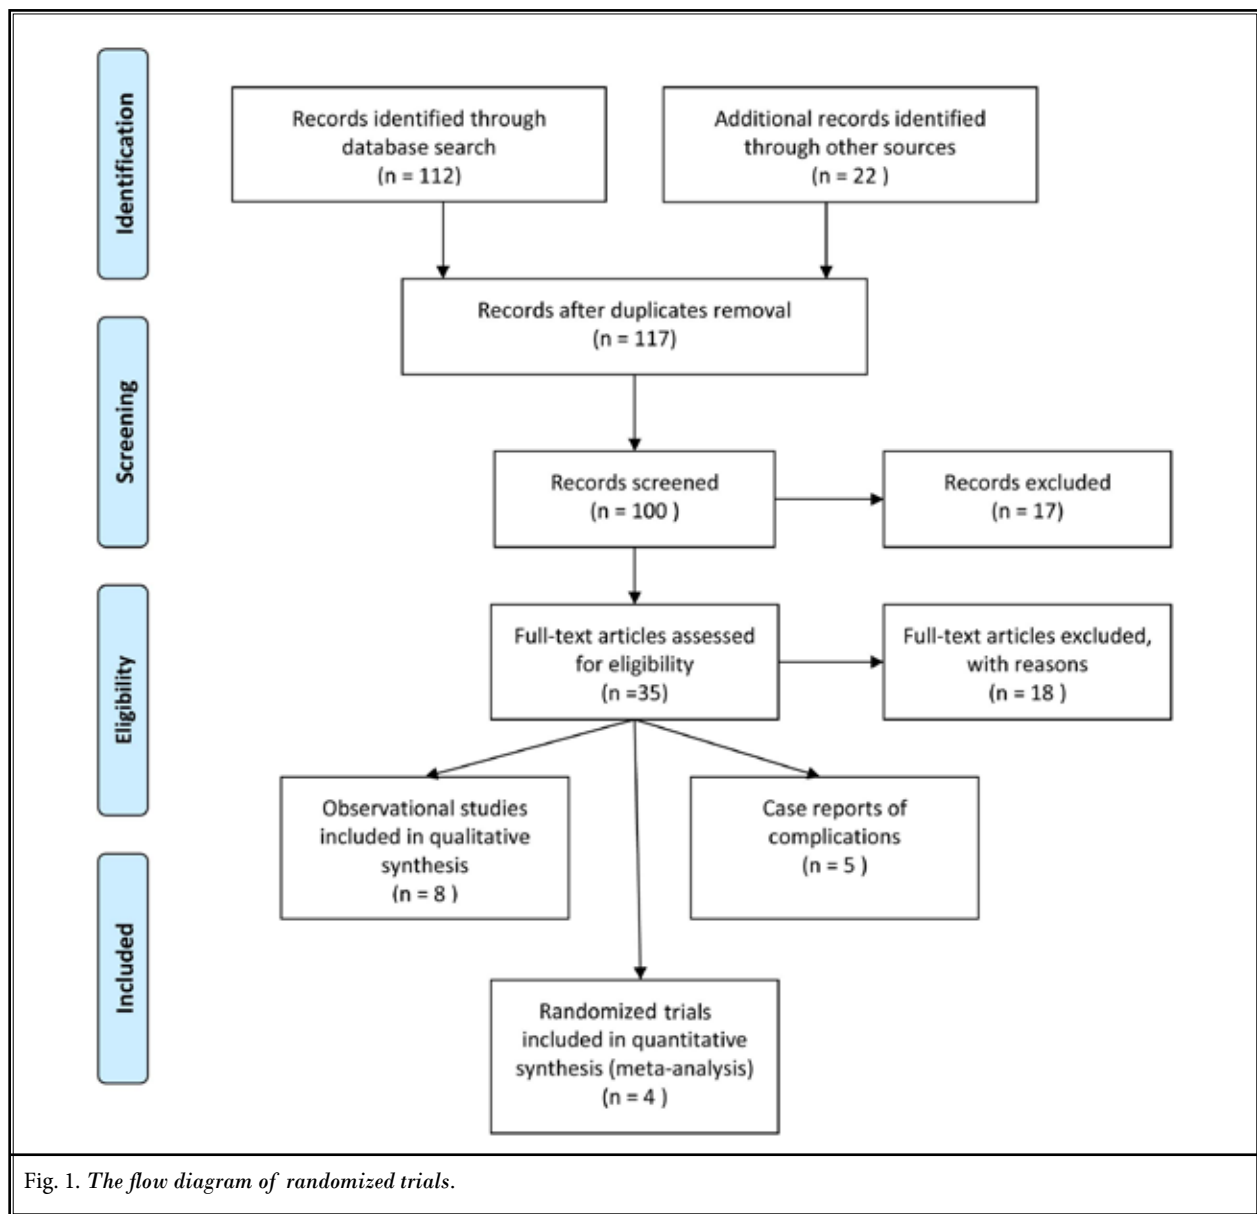 Identification
Records identified through
database search
(n = 112)
Additional records identified
through other sources
(n = 22 )
Records after duplicates removal
(n = 117)
Screening
Records screened
(n = 100 )
Records excluded
(n = 17)
Eligibility
Full-text articles assessed
for eligibility
(n =35)
Full-text articles excluded,
with reasons
(n = 18 )
Observational studies
included in qualitative
synthesis
(n = 8 )
Case reports of
complications
(n = 5 )
Included
Randomized trials
included in quantitative
synthesis (meta-analysis)
(n = 4 )
Fig. 1. The flow diagram of randomized trials.